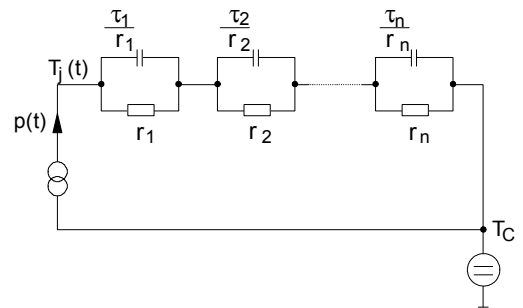 τ1 τ2 τn
r1 r2 rn
Tj (t)
p(t)
r1 r2 rn
TC